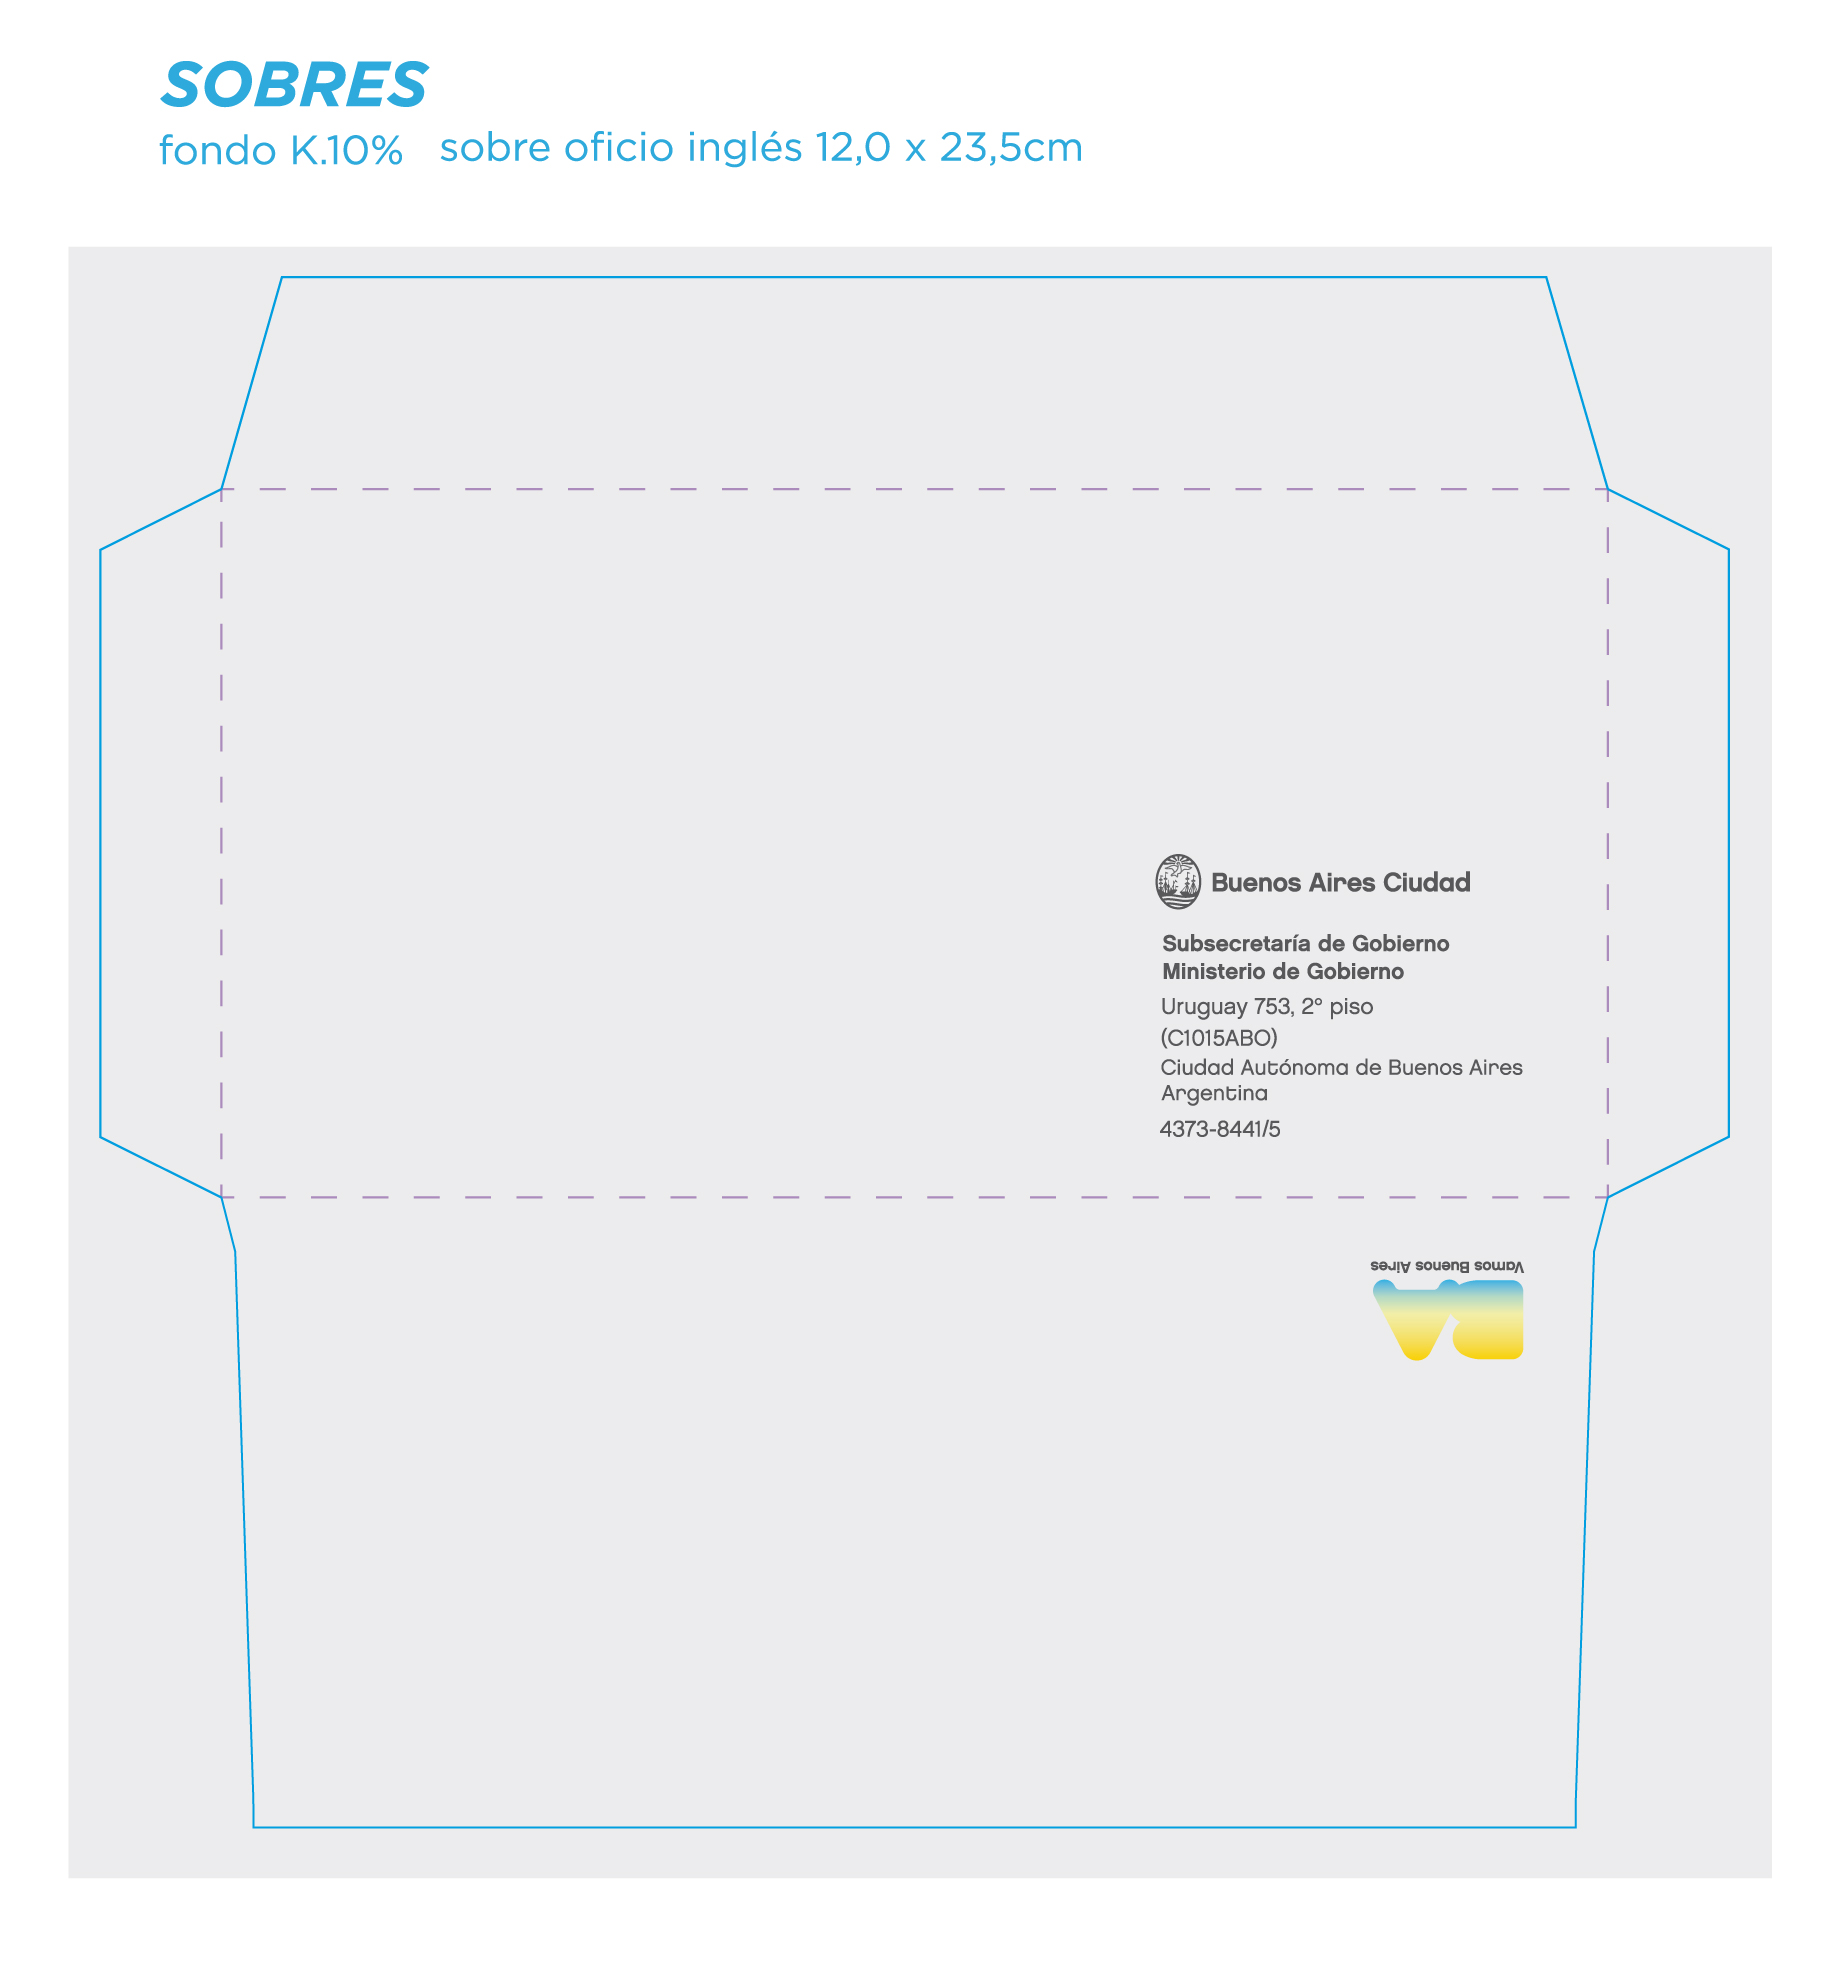 SOBRES
fondo K.10% sobre oficio inglés 12,0 x 23,5cm
Buenos Aires Ciudad
Subsecretaría de Gobierno
Ministerio de Gobierno
Uruguay 753, 2° piso
(C1015ABO)
Ciudad Autónoma de Buenos Aires
Argentina
4373-8441/5
Vamos Buenos Aires
BA